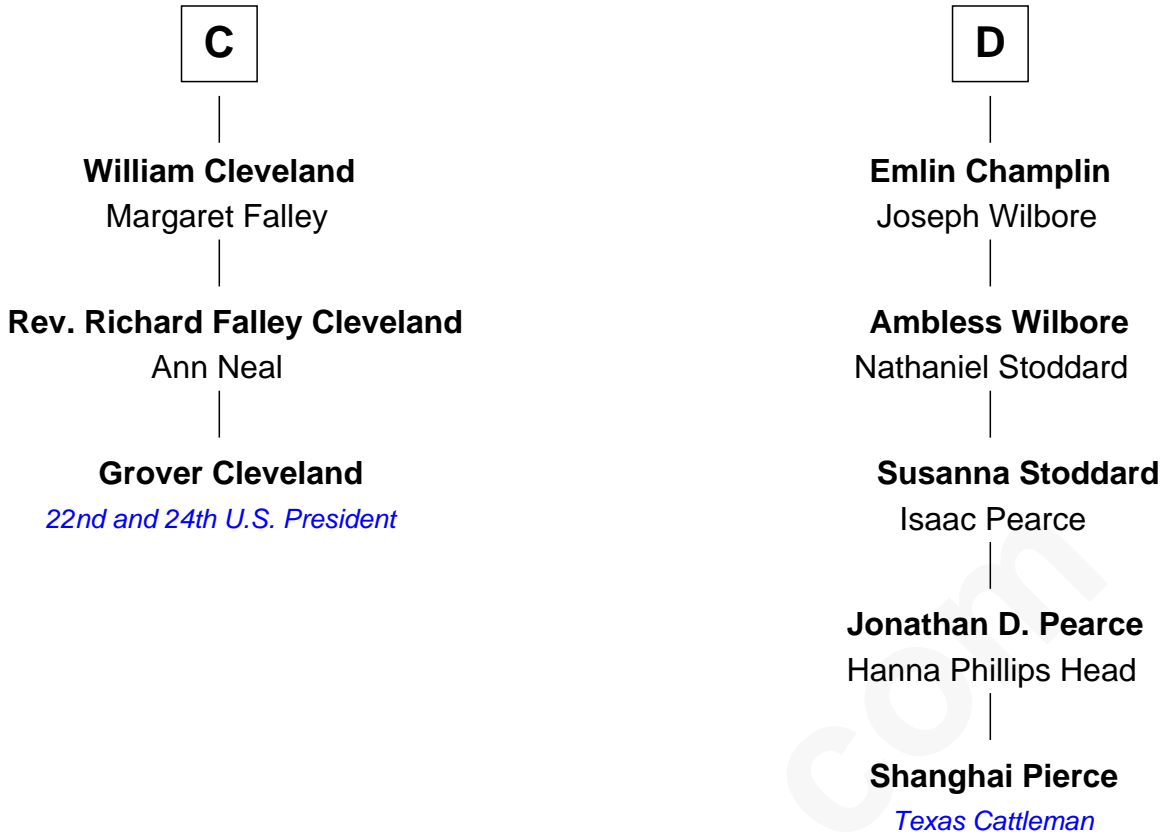 C
William Cleveland
Margaret Falley
Rev. Richard Falley Cleveland
Ann Neal
Grover Cleveland
22nd and 24th U.S. President
D
Emlin Champlin
Joseph Wilbore
Ambless Wilbore
Nathaniel Stoddard
Susanna Stoddard
Isaac Pearce
Jonathan D. Pearce
Hanna Phillips Head
Shanghai Pierce
Texas Cattleman
com